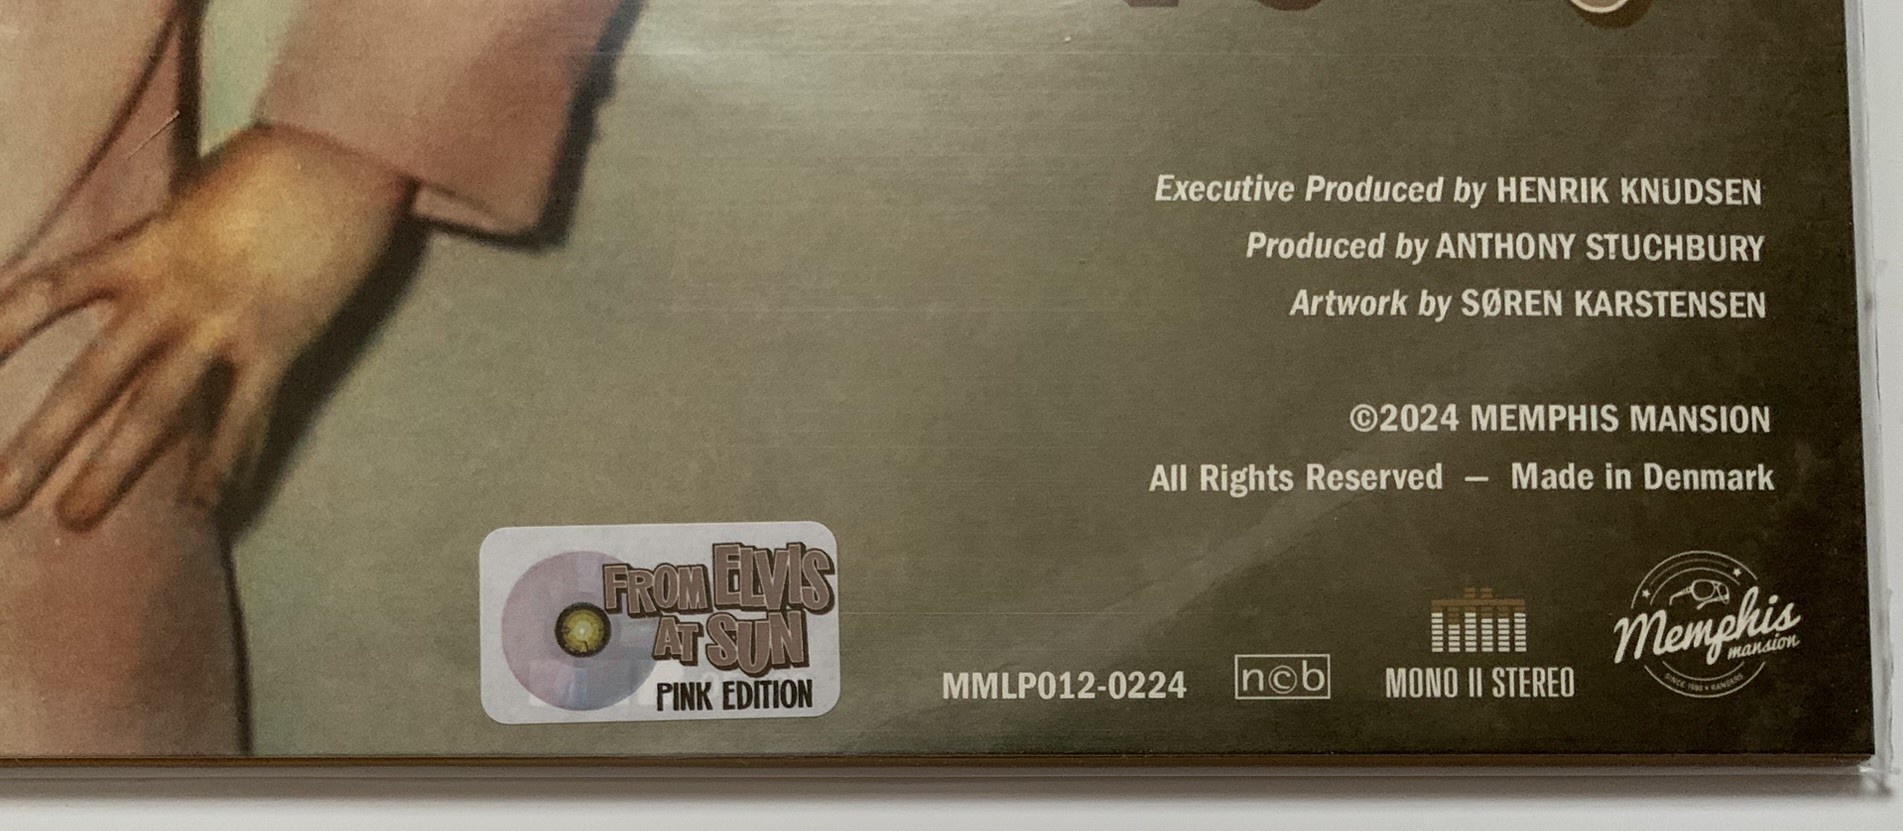 Executive Produced by HENRIK KNUDSEN
Produced by ANTHONY STUCHBURY
Artwork by SØREN KARSTENSEN
©2024 MEMPHIS MANSION
All Rights Reserved — Made in Denmark
FROM ELVIS
AT SUN
PINK EDITION
MMLP012-0224
n©b
MONO II STEREO
Memphis
mansion